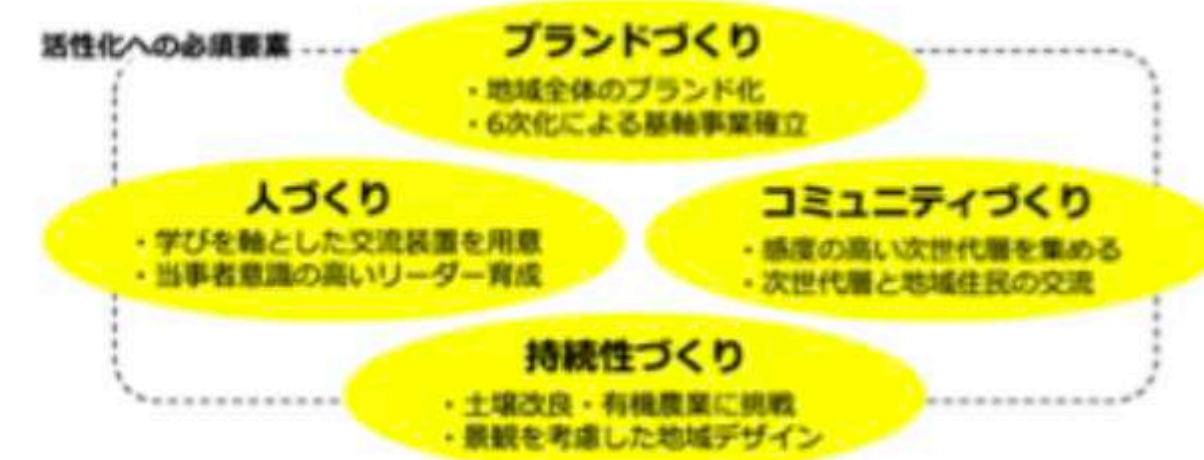 活性化への必須要素
ブランドづくり
・地域全体のブランド化
・6次化による基軸事業確立
人づくり
・学びを軸とした交流装置を用意
・当事者意識の高いリーダー育成
コミュニティづくり
・感度の高い次世代層を集める
・次世代層と地域住民の交流
持続性づくり
・土壌改良・有機農業に挑戦
・景観を考慮した地域デザイン